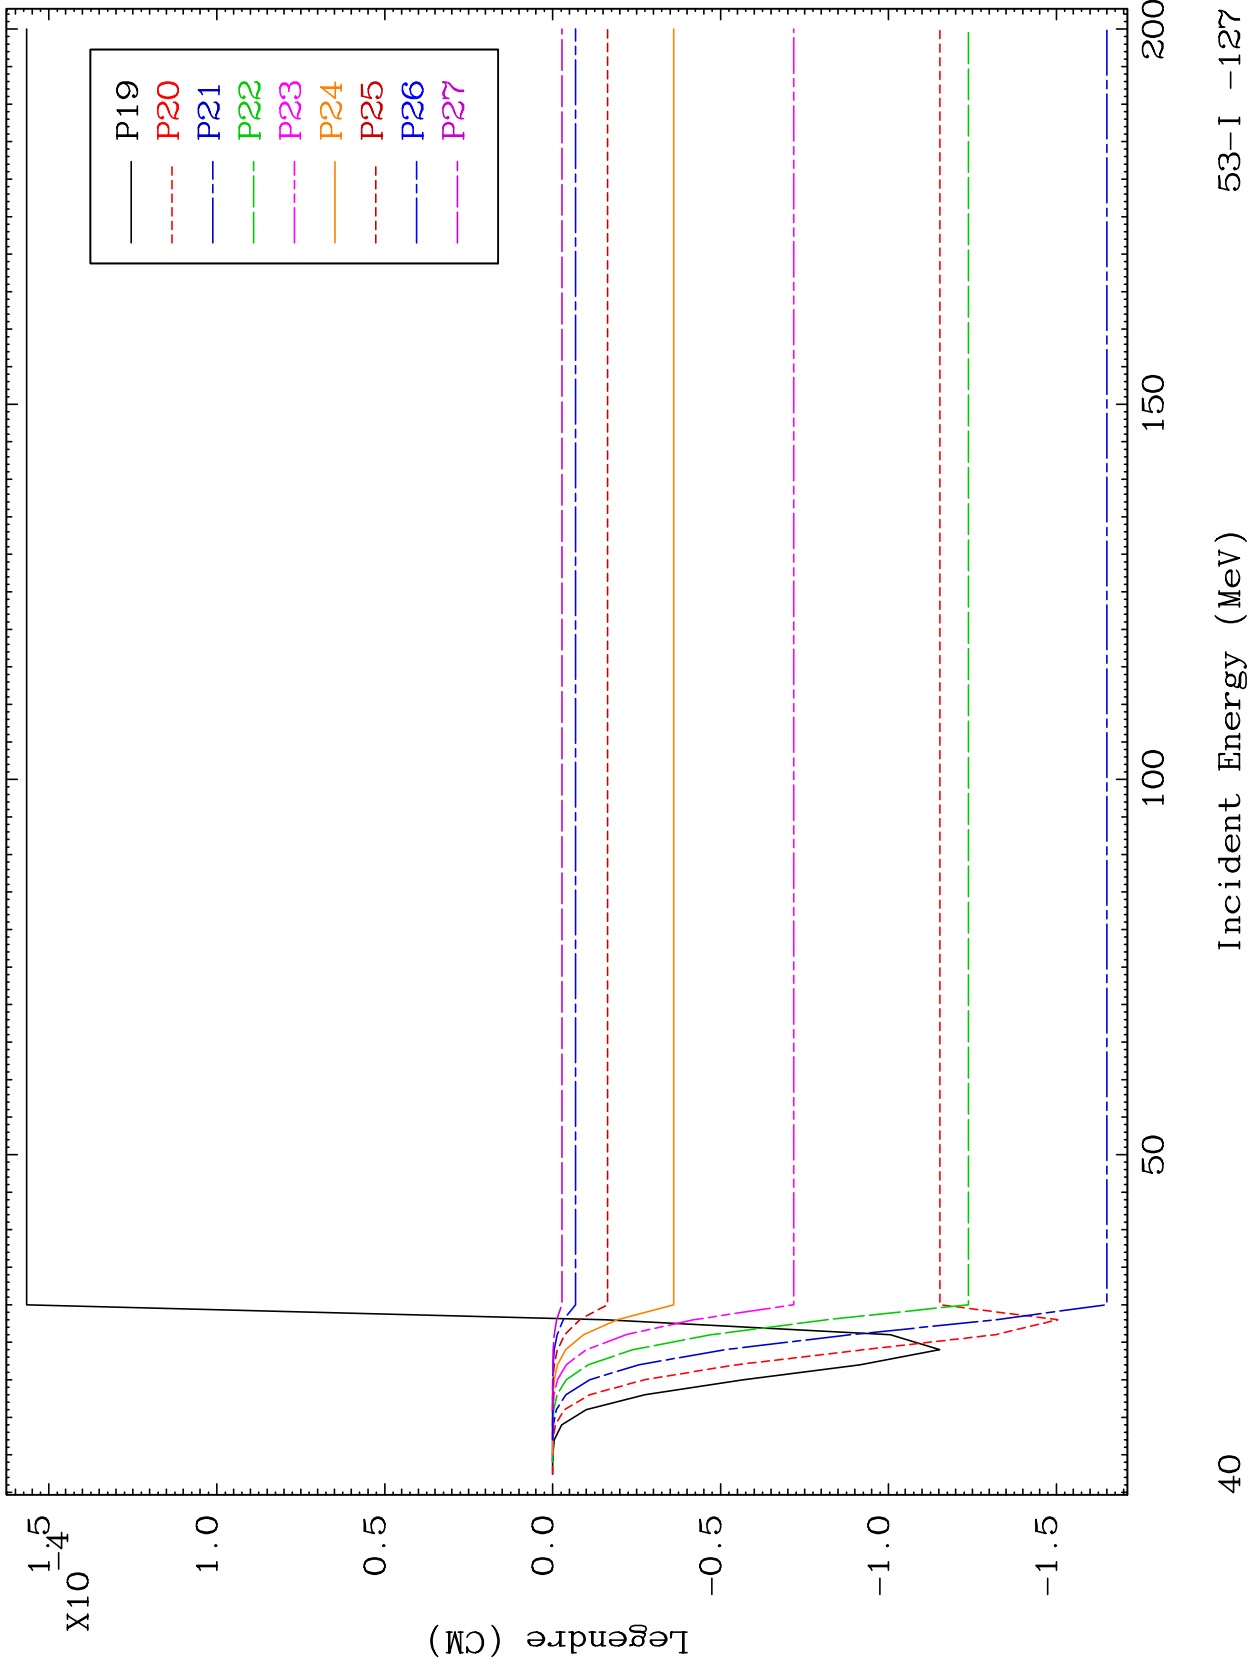 P19
P20
P21
P22
P23
P24
P25
P26
P27
X10
-4
1.5
1.0
0.5
0.0
-0.5
-1.0
-1.5
Legendre (CM)
50
100
150
200
Incident Energy (MeV)
40
53-I -127